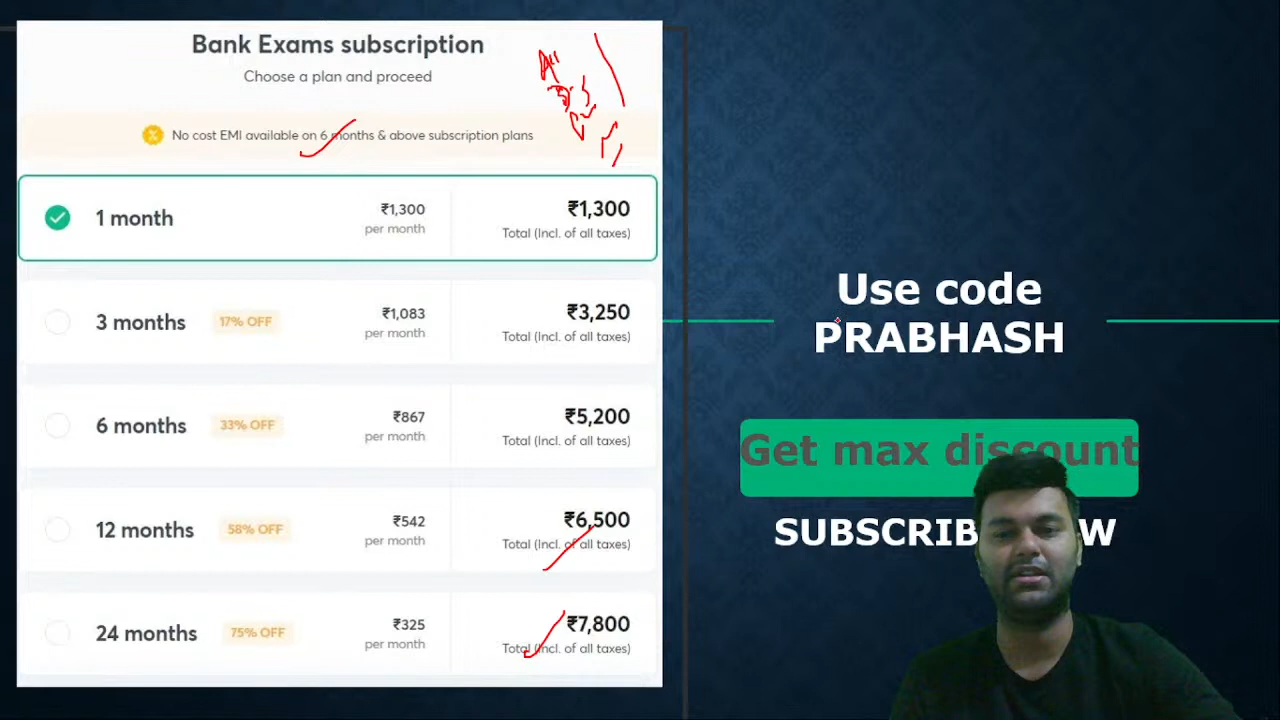 Bank Exams subscription
Choose a plan and proceed
No cost EMI available on 6 months & above subscription plans
1 month
₹1,300
per month
₹1,300
Total (Incl. of all taxes)
3 months
17% OFF
₹1,083
per month
₹3,250
Total (Incl. of all taxes)
6 months
33% OFF
₹867
per month
₹5,200
Total (Incl. of all taxes)
12 months
58% OFF
₹542
per month
₹6,500
Total (Incl. of all taxes)
24 months
75% OFF
₹325
per month
₹7,800
Total (Incl. of all taxes)
Use code
PRABHASH
Get max discount